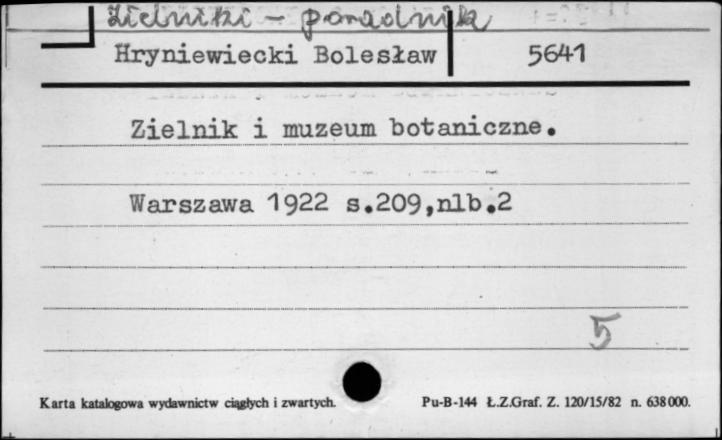 Zielniki - poradnik
Hryniewiecki Bolesław 5641
Zielnik i muzeum botaniczne.
Warszawa 1922 s.209,nlb.2
5
Karta katalogowa wydawnictw ciągłych i zwartych. Pu-B-144 Ł.Z.Graf. Z. 120/15/82 n. 638000.